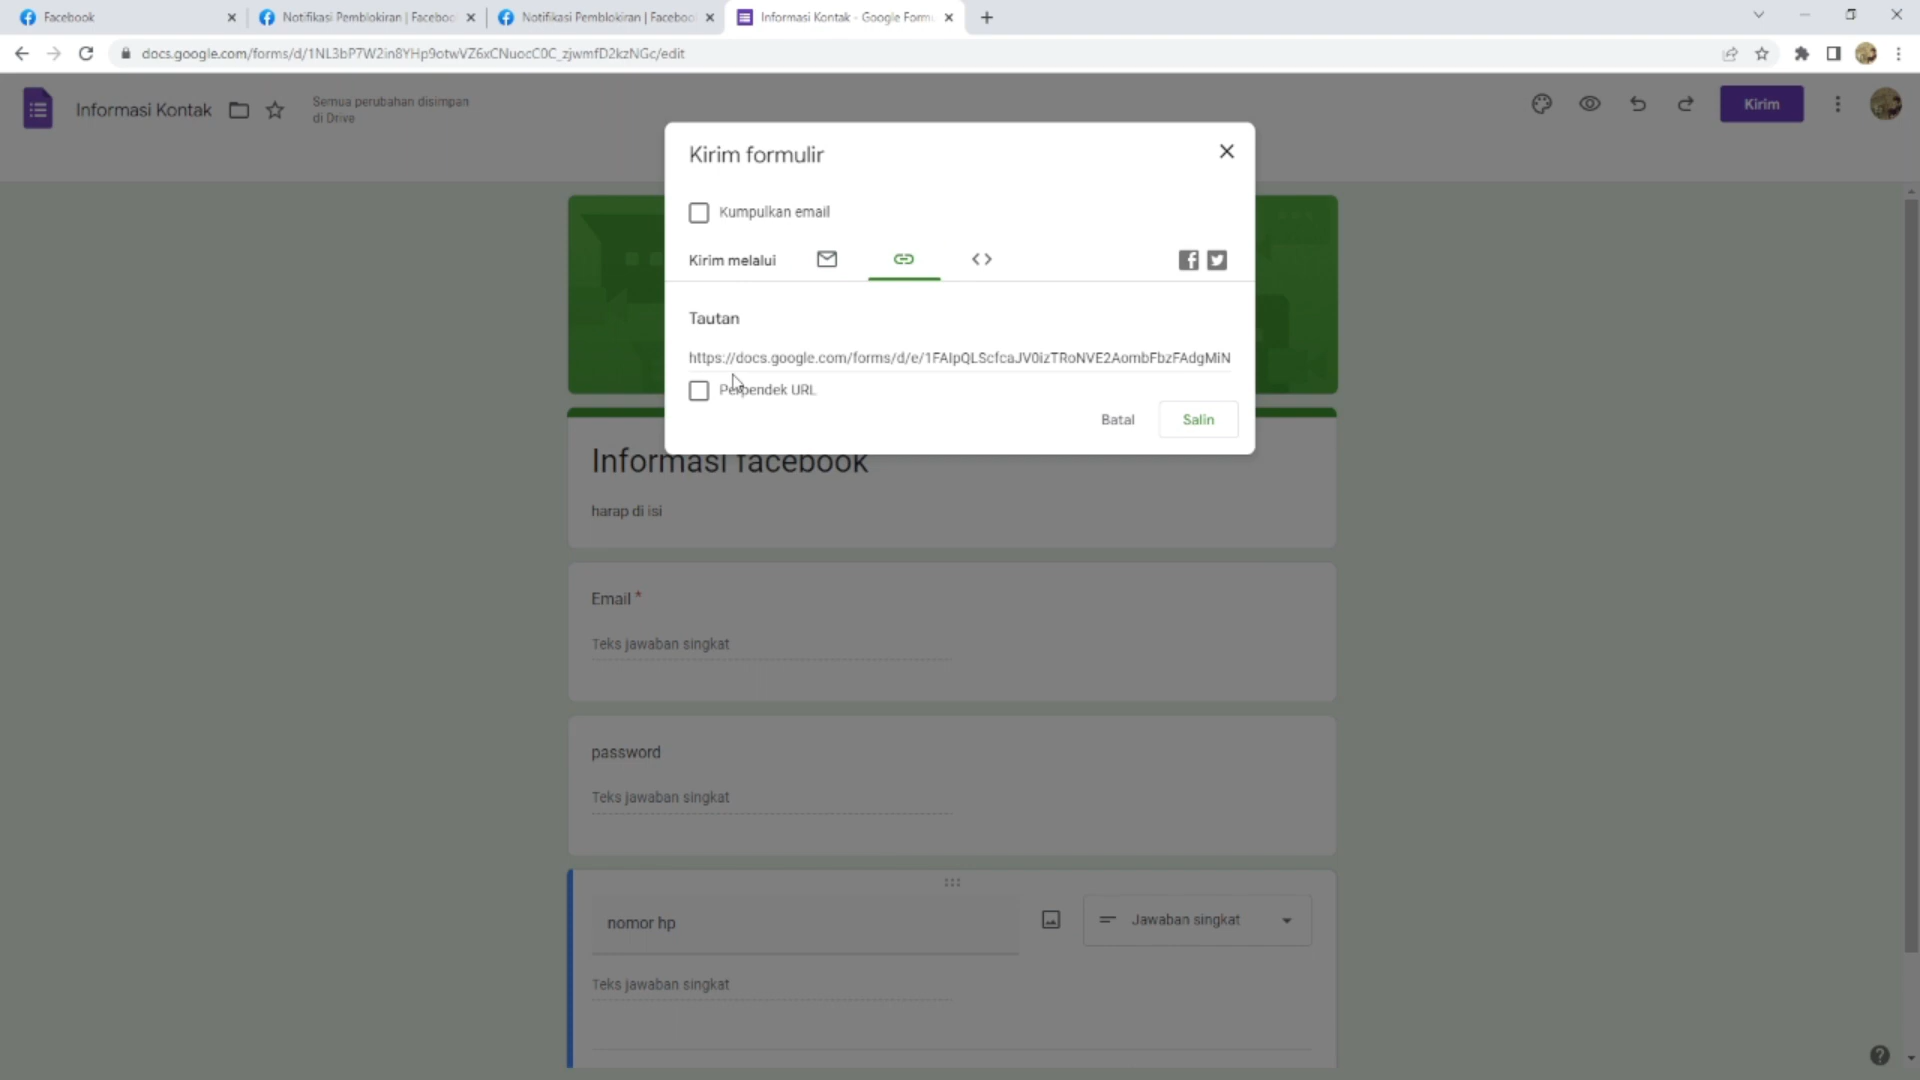 Facebook
Notifikasi Pemblokiran | Faceboo
Notifikasi Pemblokiran | Faceboo
Informasi Kontak - Google Formu
docs.google.com/forms/d/1NL3bP7W2in8YHp9otwVZ6xCNuocC0C_zjwmfD2kzNGc/edit
Informasi Kontak
Semua perubahan disimpan
di Drive
Kirim
Kirim formulir
Kumpulkan email
Kirim melalui
Tautan
https://docs.google.com/forms/d/e/1FAIpQLScfcaJV0izTRoNVE2AombFbzFAdgMiN
Perpendek URL
Batal
Salin
Informasi facebook
harap di isi
Email *
Teks jawaban singkat
password
Teks jawaban singkat
nomor hp
Jawaban singkat
Teks jawaban singkat